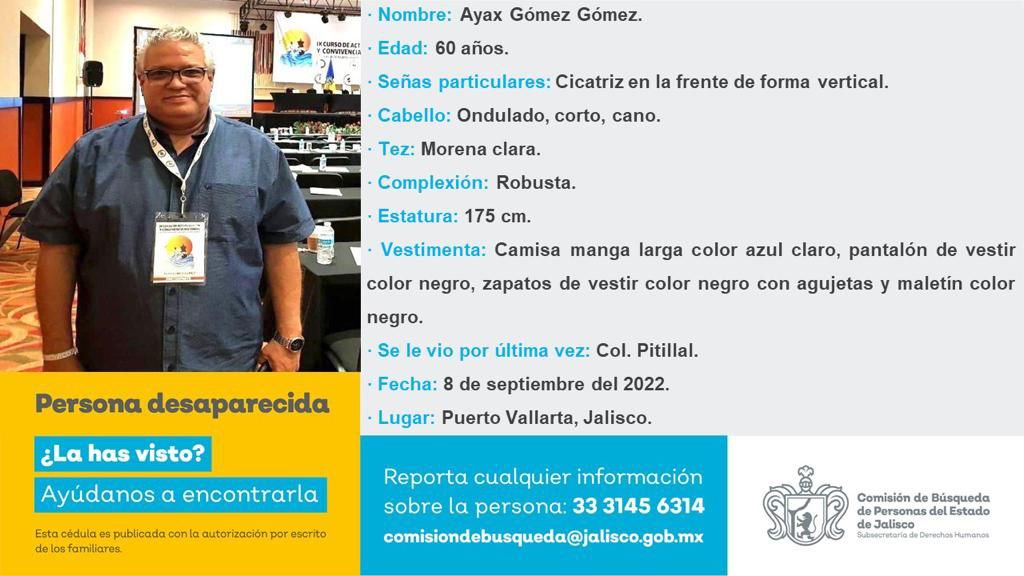 IX CURSO DE ACT
Y CONVIVENCIA
· Nombre: Ayax Gómez Gómez.
· Edad: 60 años.
· Señas particulares: Cicatriz en la frente de forma vertical.
· Cabello: Ondulado, corto, cano.
· Tez: Morena clara.
· Complexión: Robusta.
· Estatura: 175 cm.
· Vestimenta: Camisa manga larga color azul claro, pantalón de vestir
color negro, zapatos de vestir color negro con agujetas y maletín color
negro.
· Se le vio por última vez: Col. Pitillal.
· Fecha: 8 de septiembre del 2022.
· Lugar: Puerto Vallarta, Jalisco.
Persona desaparecida
¿La has visto?
Ayúdanos a encontrarla
Esta cédula es publicada con la autorización por escrito
de los familiares.
Reporta cualquier información
sobre la persona: 33 3145 6314
comisiondebusqueda@jalisco.gob.mx
Comisión de Búsqueda
de Personas del Estado
de Jalisco
Subsecretaría de Derechos Humanos